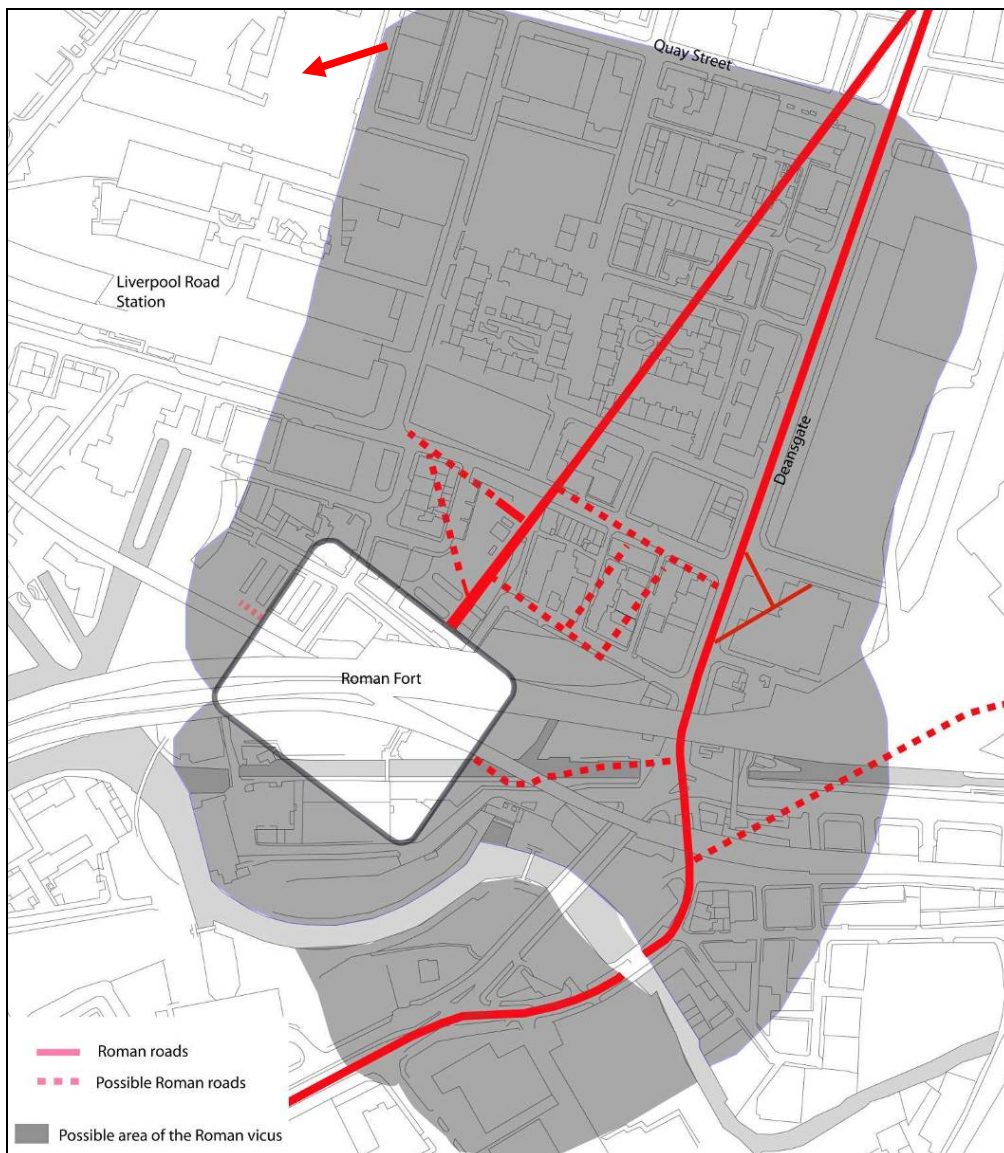 Quay Street
Liverpool Road
Station
Deansgate
Roman Fort
Roman roads
Possible Roman roads
Possible area of the Roman vicus